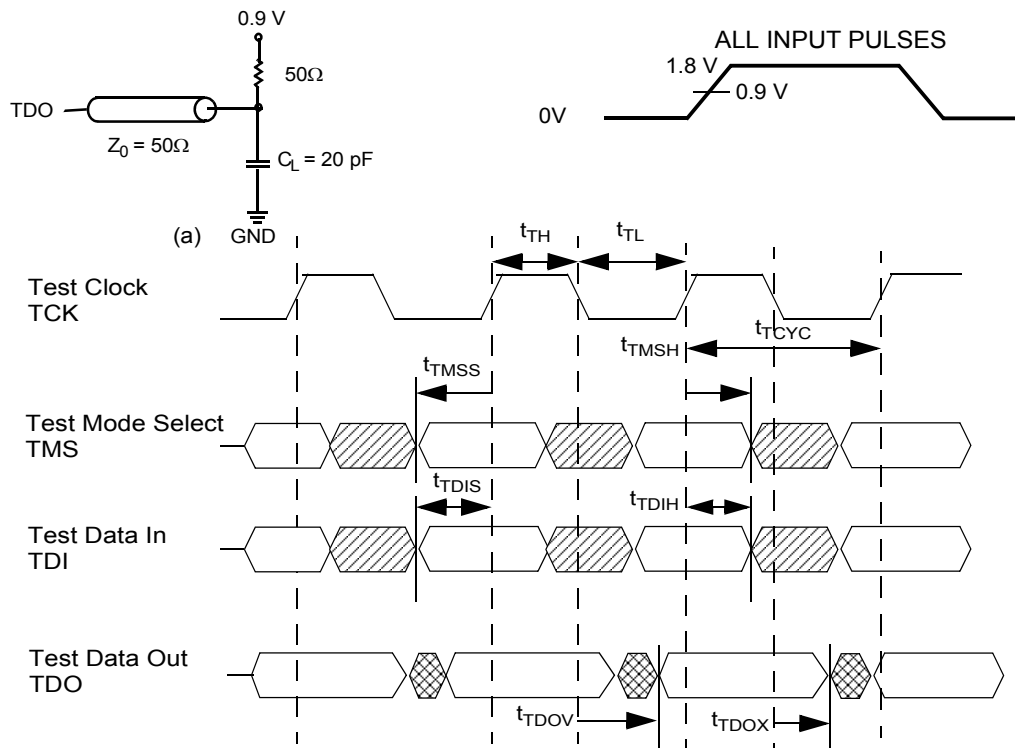 0.9 V
ALL INPUT PULSES
50Ω
1.8 V
0.9 V
TDO
0V
Z0 = 50Ω
CL = 20 pF
(a)
GND
tTH
tTL
Test Clock
TCK
tTCYC
tTMSH
tTMSS
Test Mode Select
TMS
tTDIS
tTDIH
Test Data In
TDI
Test Data Out
TDO
tTDOV
tTDOX